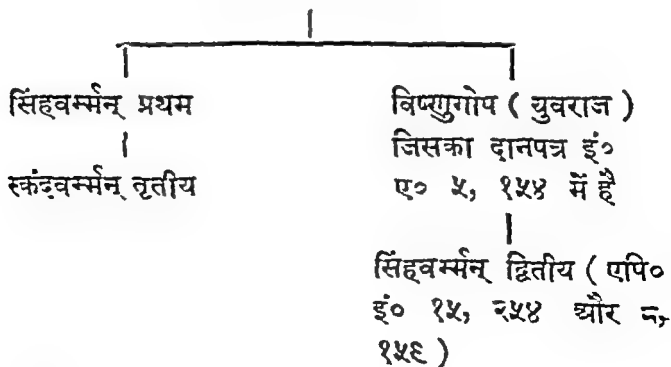 सिंहवर्म्मन् प्रथम
स्कंदवर्म्मन् तृतीय
विष्णुगोप ( युवराज )
जिसका दानपत्र इं०
ए० ५, १५४ में है
सिंहवर्म्मन् द्वितीय ( एपि०
इं० १५, २५४ और ८,
१५९ )